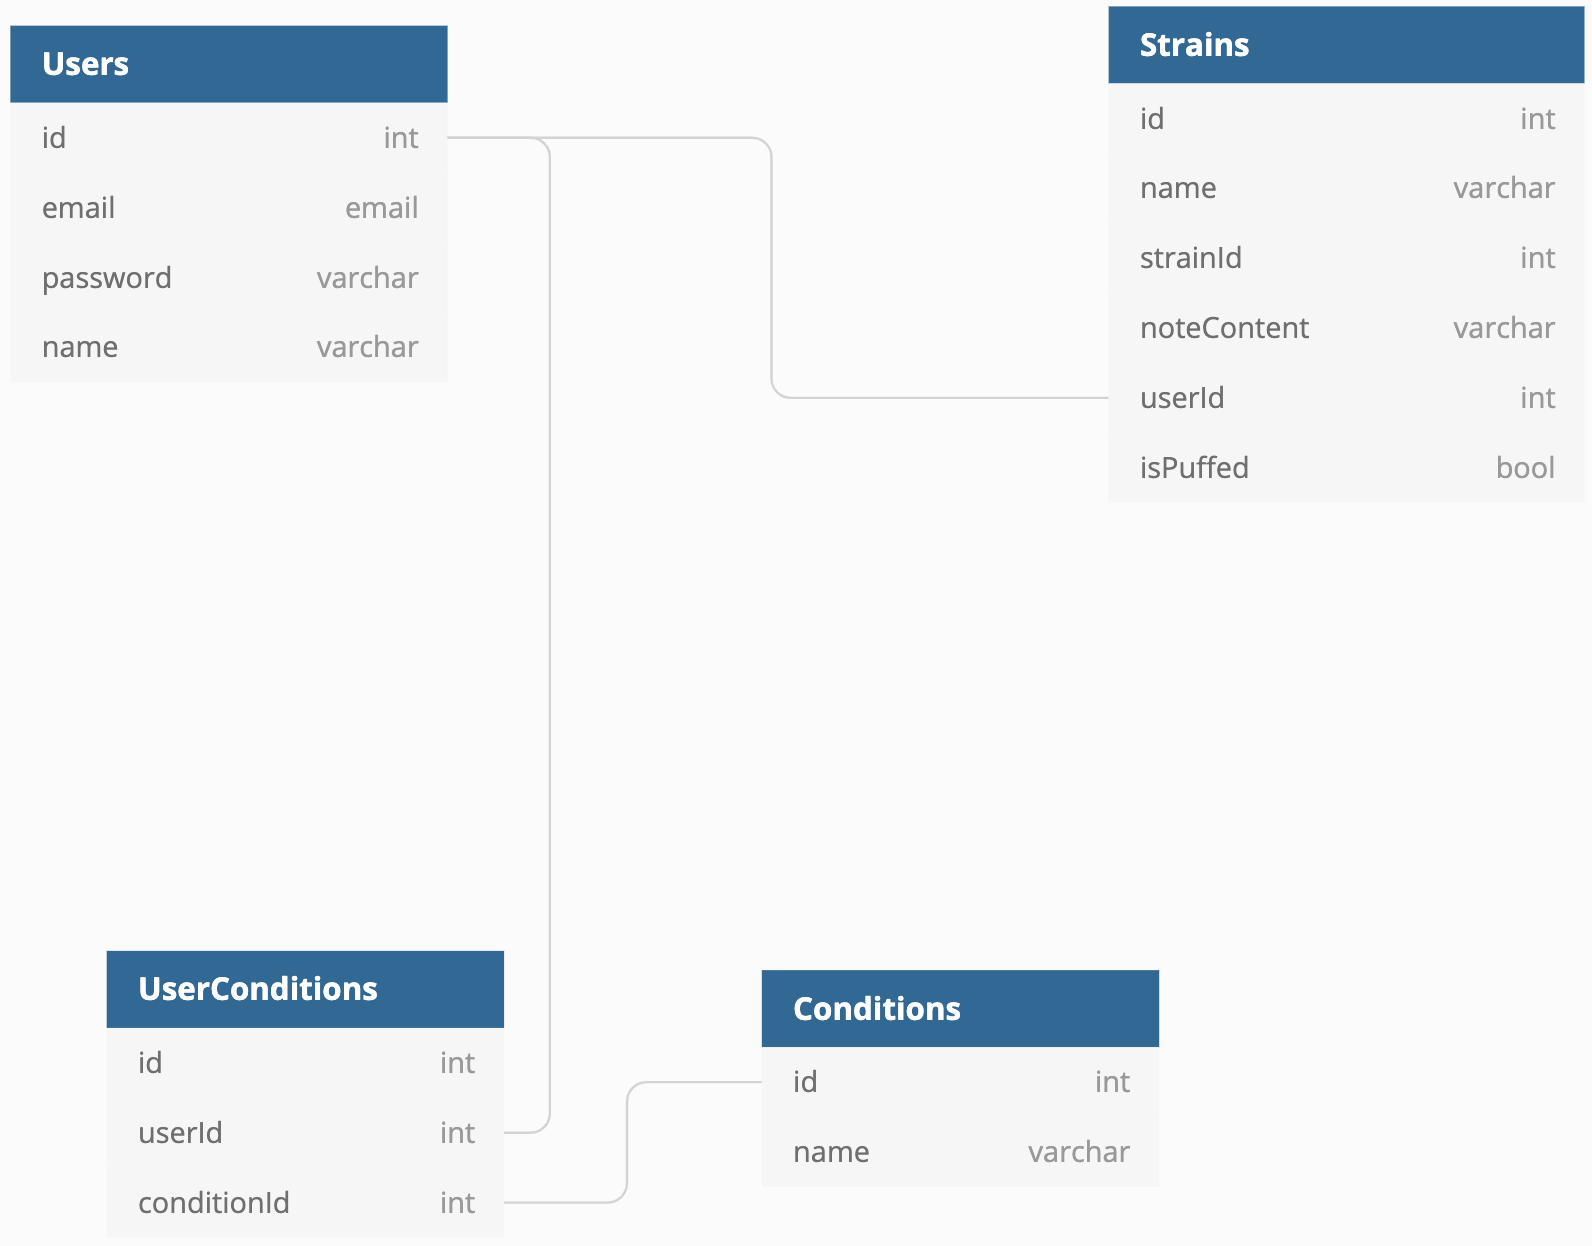 Users
id int
email email
password varchar
name varchar
Strains
id int
name varchar
strainId int
noteContent varchar
userId int
isPuffed bool
UserConditions
id int
userId int
conditionId int
Conditions
id int
name varchar